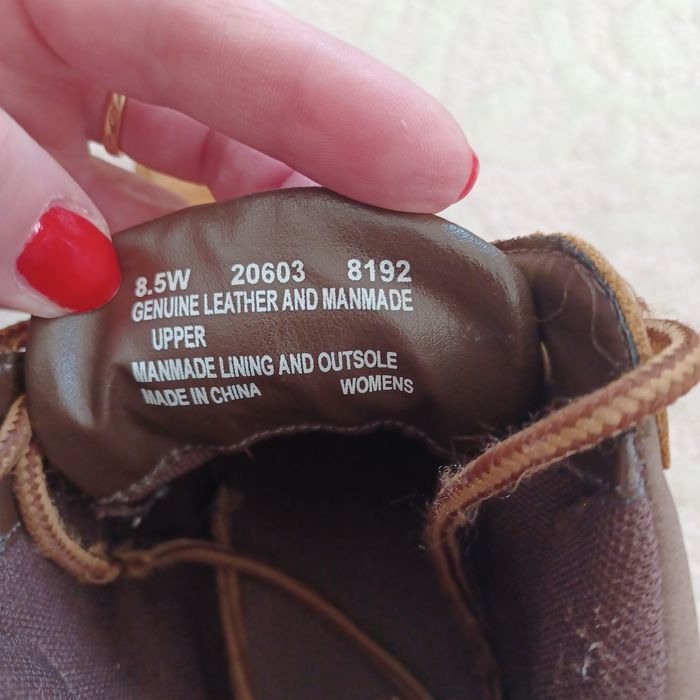 8.5W 20603 8192
GENUINE LEATHER AND MANMADE
UPPER
MANMADE LINING AND OUTSOLE
MADE IN CHINA WOMENS